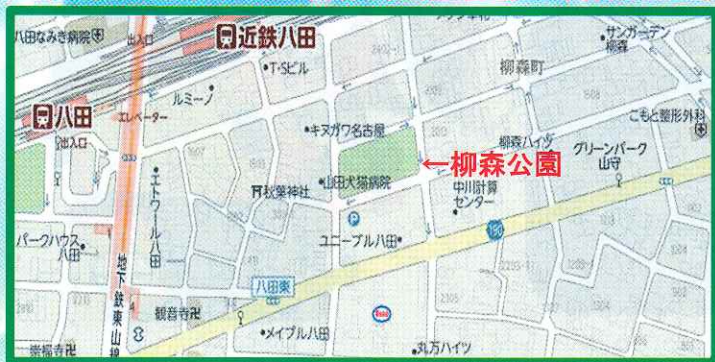 八田なみき病院
出入口
近鉄八田
サンガーデン
柳森
T・Sビル
柳森町
ルミーノ
八田
エレベーター
出入口
キヌガワ名古屋
こもと整形外科
柳森ハイツ
グリーンパーク
山守
←柳森公園
エトワール八田
秋葉神社
山田犬猫病院
中川計算
センター
P
190
パークハウス
八田
ユニーブル八田
地下鉄東山線
八田東
観音寺
メイプル八田
丸万ハイツ
崇福寺